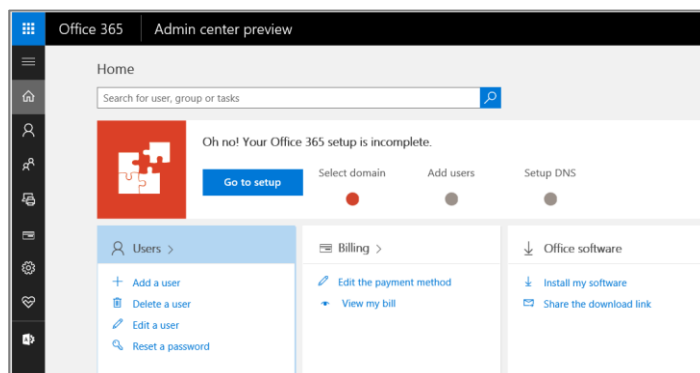 Office 365 Admin center preview
Home
Search for user, group or tasks
Oh no! Your Office 365 setup is incomplete.
Go to setup
Select domain Add users Setup DNS
Users >
Add a user
Delete a user
Edit a user
Reset a password
Billing >
Edit the payment method
View my bill
Office software
Install my software
Share the download link